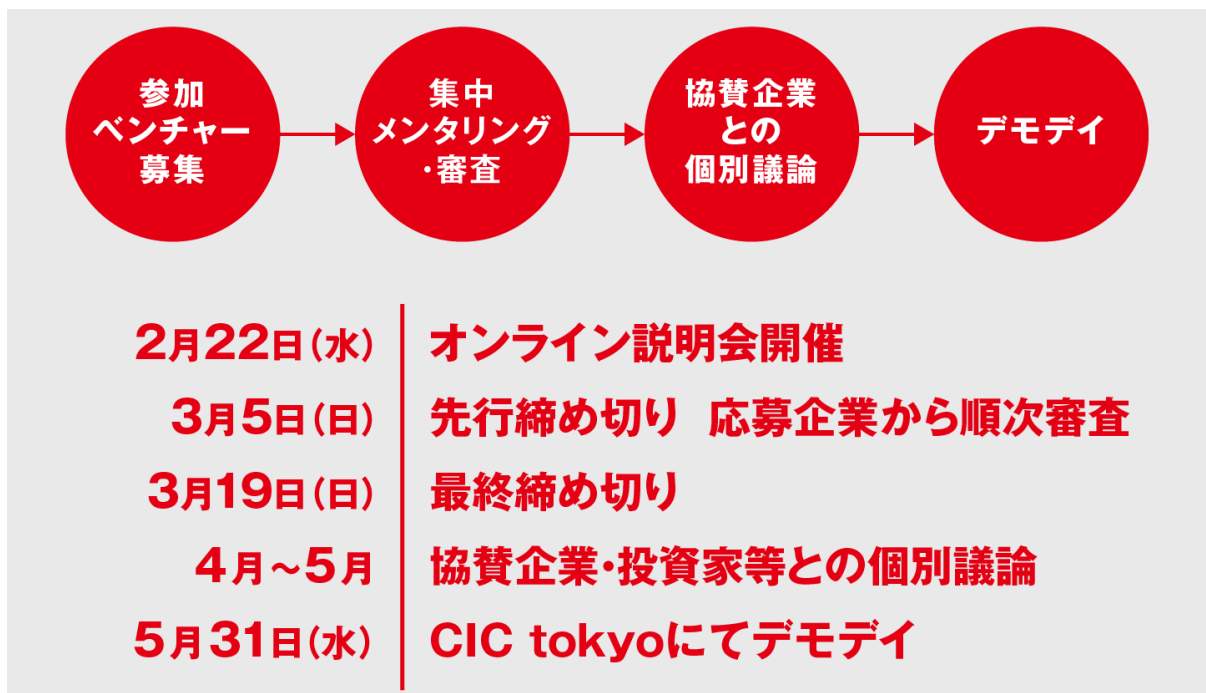 参加
ベンチャー
募集
集中
メンタリング
・審査
協賛企業
との
個別議論
デモデイ
2月22日(水) オンライン説明会開催
3月5日(日) 先行締め切り 応募企業から順次審査
3月19日(日) 最終締め切り
4月～5月 協賛企業・投資家等との個別議論
5月31日(水) CIC tokyoにてデモデイ